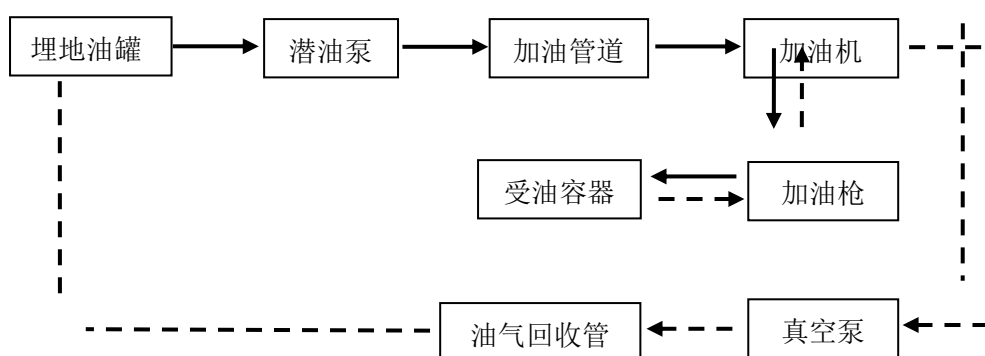 埋地油罐
潜油泵
加油管道
加油机
受油容器
加油枪
油气回收管
真空泵